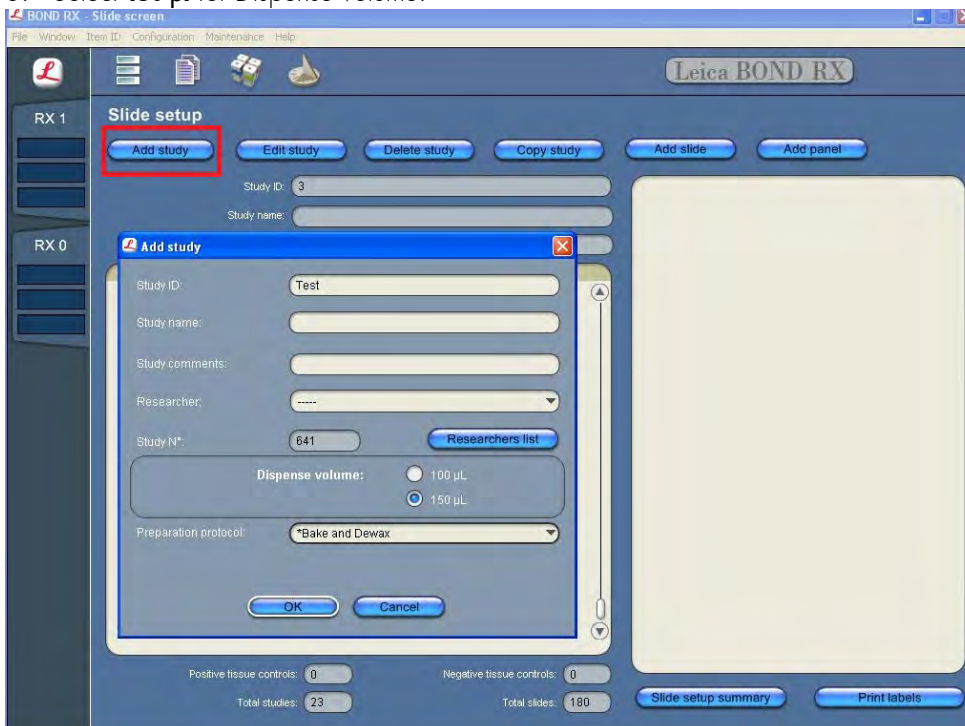 BOND RX - Slide screen
File Window Item ID Configuration Maintenance Help
Leica BOND RX
RX 1
Slide setup
Add study Edit study Delete study Copy study Add slide Add panel
Study ID: 3
Study name:
RX 0
Add study
Study ID: Test
Study name:
Study comments:
Researcher: -----
Study N°: 641 Researchers list
Dispense volume: 100 µL
150 µL
Preparation protocol: *Bake and Dewax
OK Cancel
Positive tissue controls: 0 Negative tissue controls: 0
Total studies: 23 Total slides: 180
Slide setup summary Print labels